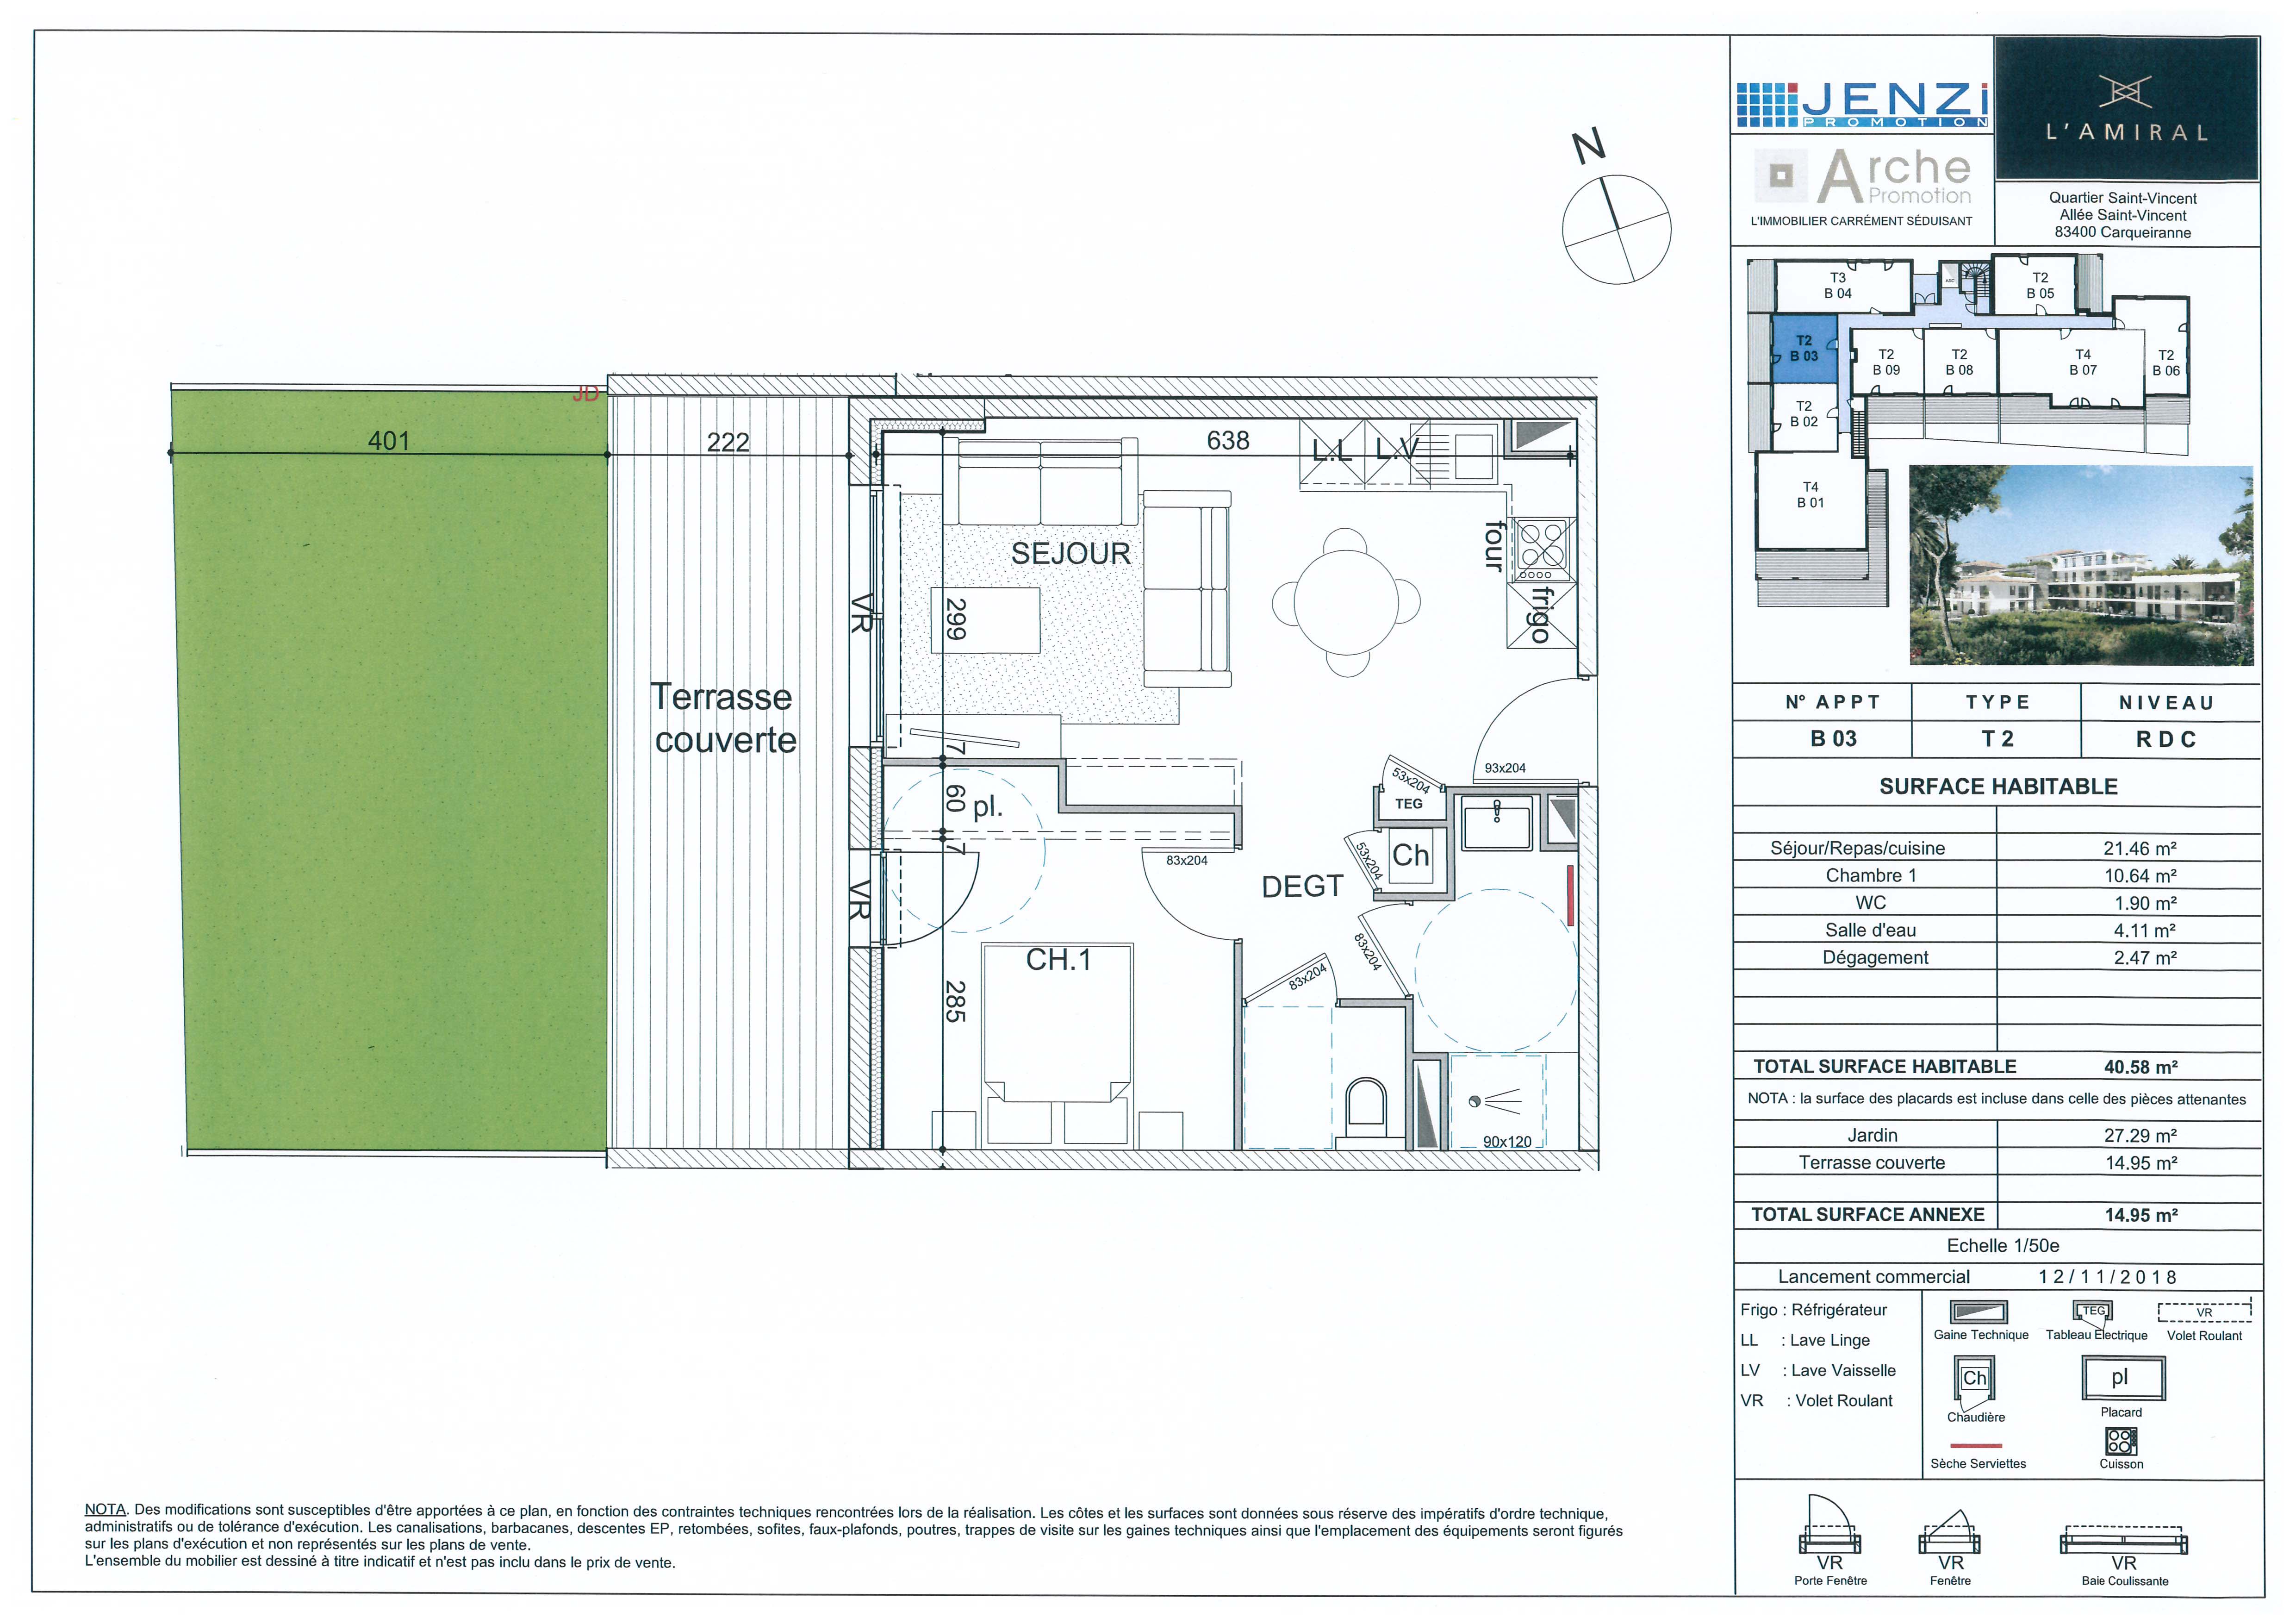 JENZi
PROMOTION
Arche
Promotion
L'IMMOBILIER CARRÉMENT SÉDUISANT
L'AMIRAL
Quartier Saint-Vincent
Allée Saint-Vincent
83400 Carqueiranne
N
T3
B 04
ASC
T2
B 05
T2
B 03
T2
B 09
T2
B 08
T4
B 07
T2
B 06
T2
B 02
T4
B 01
JD
401
222
638
L.L
L.V
SEJOUR
four
frigo
299
VR
Terrasse
couverte
7
60
pl.
7
93x204
53x204
TEG
83x204
53x204
Ch
DEGT
VR
CH.1
83x204
83x204
285
90x120
N° APPT
TYPE
NIVEAU
B 03
T 2
RDC
SURFACE HABITABLE
Séjour/Repas/cuisine 21.46 m²
Chambre 1 10.64 m²
WC 1.90 m²
Salle d'eau 4.11 m²
Dégagement 2.47 m²
TOTAL SURFACE HABITABLE 40.58 m²
NOTA : la surface des placards est incluse dans celle des pièces attenantes
Jardin 27.29 m²
Terrasse couverte 14.95 m²
TOTAL SURFACE ANNEXE 14.95 m²
Echelle 1/50e
Lancement commercial 12/11/2018
Frigo : Réfrigérateur
LL : Lave Linge
LV : Lave Vaisselle
VR : Volet Roulant
Gaine Technique
TEG
Tableau Électrique
VR
Volet Roulant
Ch
Chaudière
pl
Placard
Sèche Serviettes
Cuisson
VR
Porte Fenêtre
VR
Fenêtre
VR
Baie Coulissante
NOTA. Des modifications sont susceptibles d'être apportées à ce plan, en fonction des contraintes techniques rencontrées lors de la réalisation. Les côtes et les surfaces sont données sous réserve des impératifs d'ordre technique,
administratifs ou de tolérance d'exécution. Les canalisations, barbacanes, descentes EP, retombées, sofites, faux-plafonds, poutres, trappes de visite sur les gaines techniques ainsi que l'emplacement des équipements seront figurés
sur les plans d'exécution et non représentés sur les plans de vente.
L'ensemble du mobilier est dessiné à titre indicatif et n'est pas inclu dans le prix de vente.